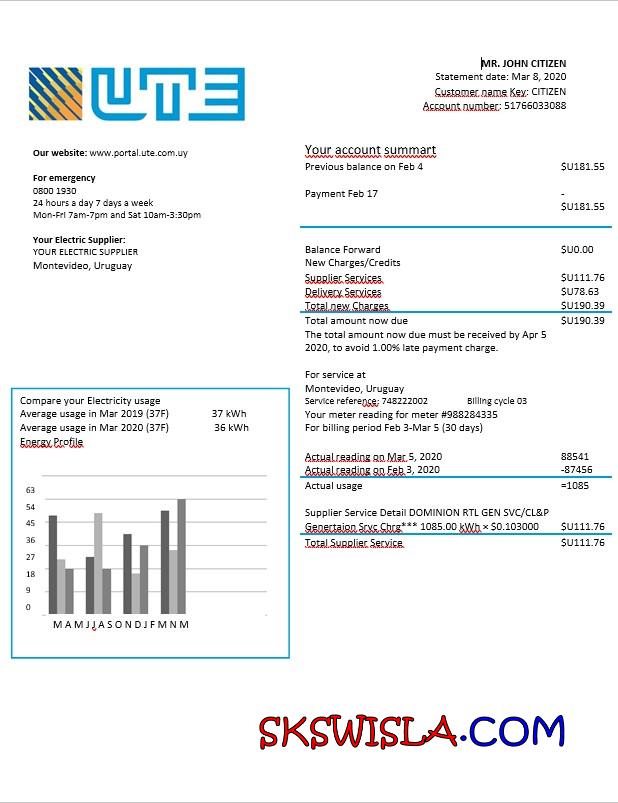 UTE
MR. JOHN CITIZEN
Statement date: Mar 8, 2020
Customer name Key: CITIZEN
Account number: 51766033088
Our website: www.portal.ute.com.uy
For emergency
0800 1930
24 hours a day 7 days a week
Mon-Fri 7am-7pm and Sat 10am-3:30pm
Your Electric Supplier:
YOUR ELECTRIC SUPPLIER
Montevideo, Uruguay
Your account summart
Previous balance on Feb 4 $U181.55
Payment Feb 17 -
$U181.55
Balance Forward $U0.00
New Charges/Credits
Supplier Services $U111.76
Delivery Services $U78.63
Total new Charges $U190.39
Total amount now due $U190.39
The total amount now due must be received by Apr 5
2020, to avoid 1.00% late payment charge.
For service at
Montevideo, Uruguay
Service reference: 748222002 Billing cycle 03
Your meter reading for meter #988284335
For billing period Feb 3-Mar 5 (30 days)
Actual reading on Mar 5, 2020 88541
Actual reading on Feb 3, 2020 -87456
Actual usage =1085
Supplier Service Detail DOMINION RTL GEN SVC/CL&P
Genertaion Srvc Chrg*** 1085.00 kWh × $0.103000 $U111.76
Total Supplier Service $U111.76
Compare your Electricity usage
Average usage in Mar 2019 (37F) 37 kWh
Average usage in Mar 2020 (37F) 36 kWh
Energy Profile
63
54
45
36
27
18
9
0
M A M J J A S O N D J F M N M
SKSWISLA.COM